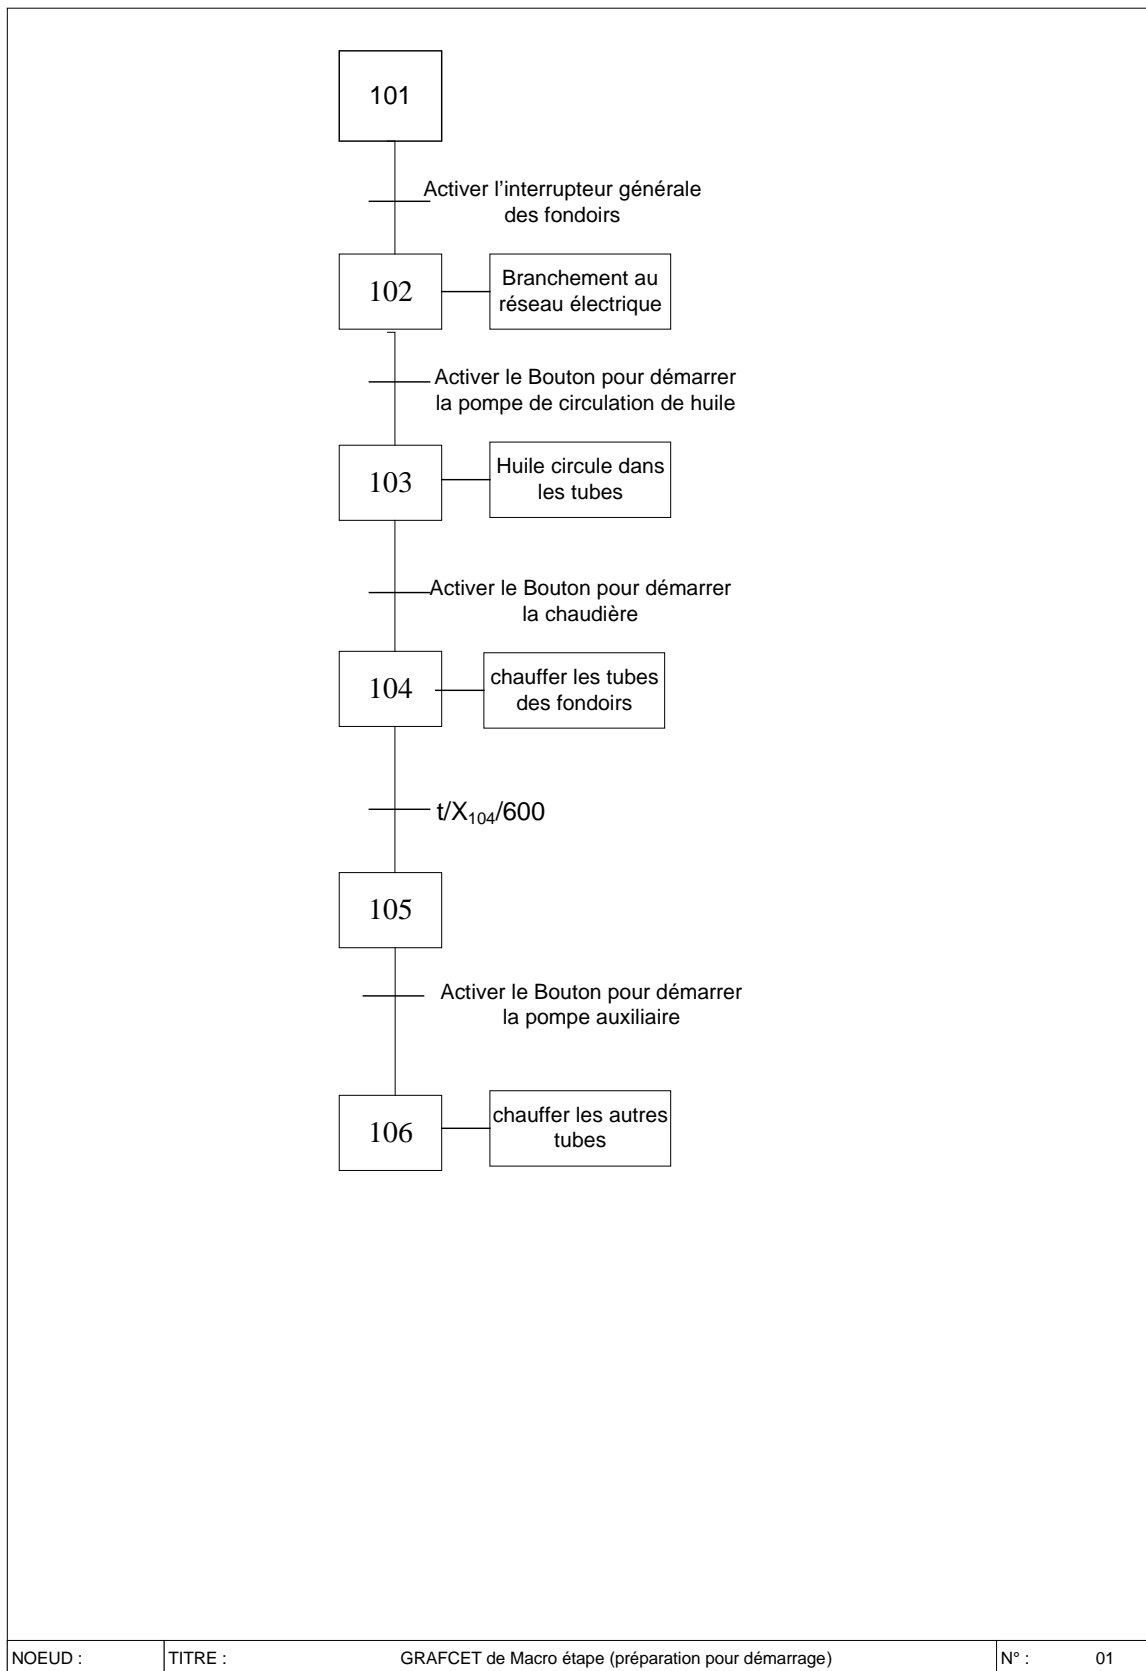 101
Activer l'interrupteur générale
des fondoirs
102
Branchement au
réseau électrique
Activer le Bouton pour démarrer
la pompe de circulation de huile
103
Huile circule dans
les tubes
Activer le Bouton pour démarrer
la chaudière
104
chauffer les tubes
des fondoirs
t/X₁₀₄/600
105
Activer le Bouton pour démarrer
la pompe auxiliaire
106
chauffer les autres
tubes
NOEUD : TITRE : GRAFCET de Macro étape (préparation pour démarrage) N° : 01